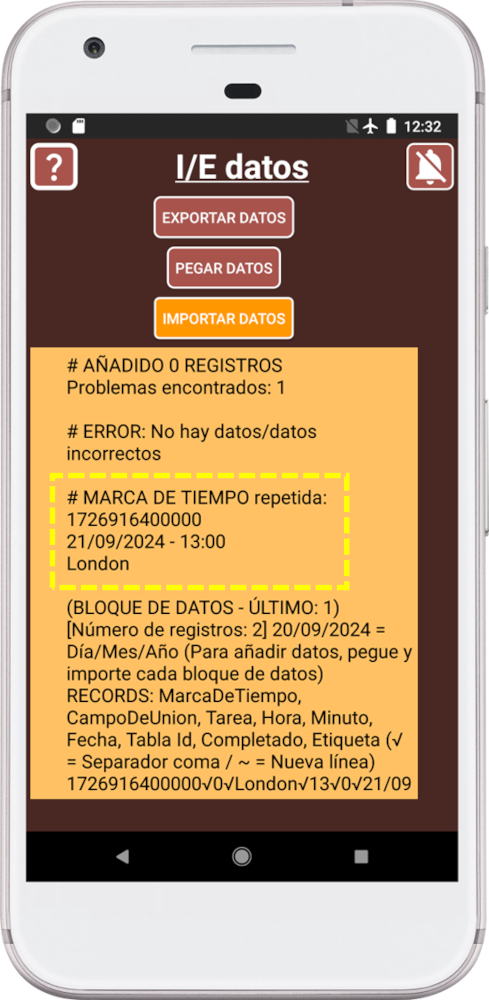 12:32
?
I/E datos
EXPORTAR DATOS
PEGAR DATOS
IMPORTAR DATOS
# AÑADIDO 0 REGISTROS
Problemas encontrados: 1
# ERROR: No hay datos/datos
incorrectos
# MARCA DE TIEMPO repetida:
1726916400000
21/09/2024 - 13:00
London
(BLOQUE DE DATOS - ÚLTIMO: 1)
[Número de registros: 2] 20/09/2024 =
Día/Mes/Año (Para añadir datos, pegue y
importe cada bloque de datos)
RECORDS: MarcaDeTiempo,
CampoDeUnion, Tarea, Hora, Minuto,
Fecha, Tabla Id, Completado, Etiqueta (√
= Separador coma / ~ = Nueva línea)
1726916400000√0√London√13√0√21/09